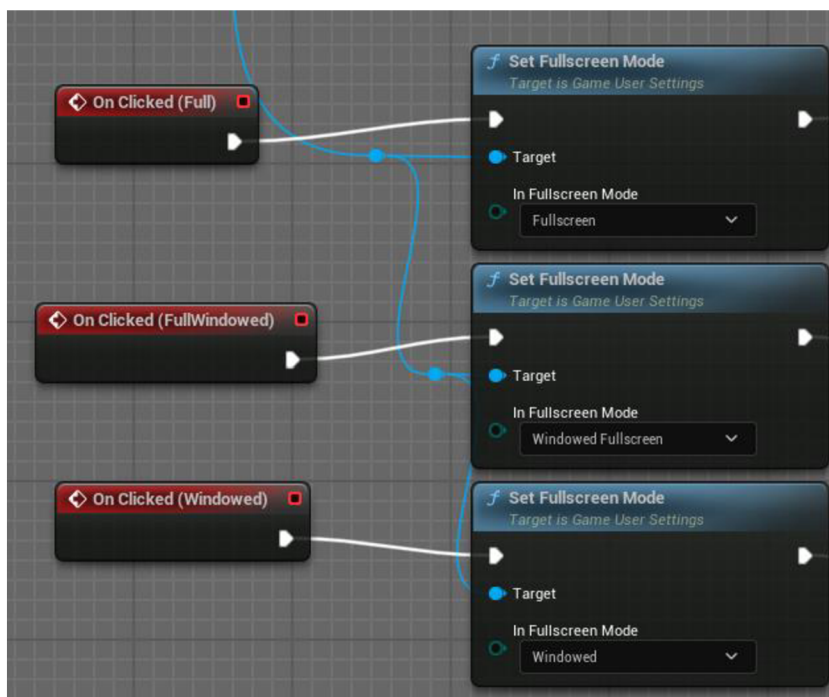 On Clicked (Full)
f Set Fullscreen Mode
Target is Game User Settings
Target
In Fullscreen Mode
Fullscreen
On Clicked (FullWindowed)
f Set Fullscreen Mode
Target is Game User Settings
Target
In Fullscreen Mode
Windowed Fullscreen
On Clicked (Windowed)
f Set Fullscreen Mode
Target is Game User Settings
Target
In Fullscreen Mode
Windowed